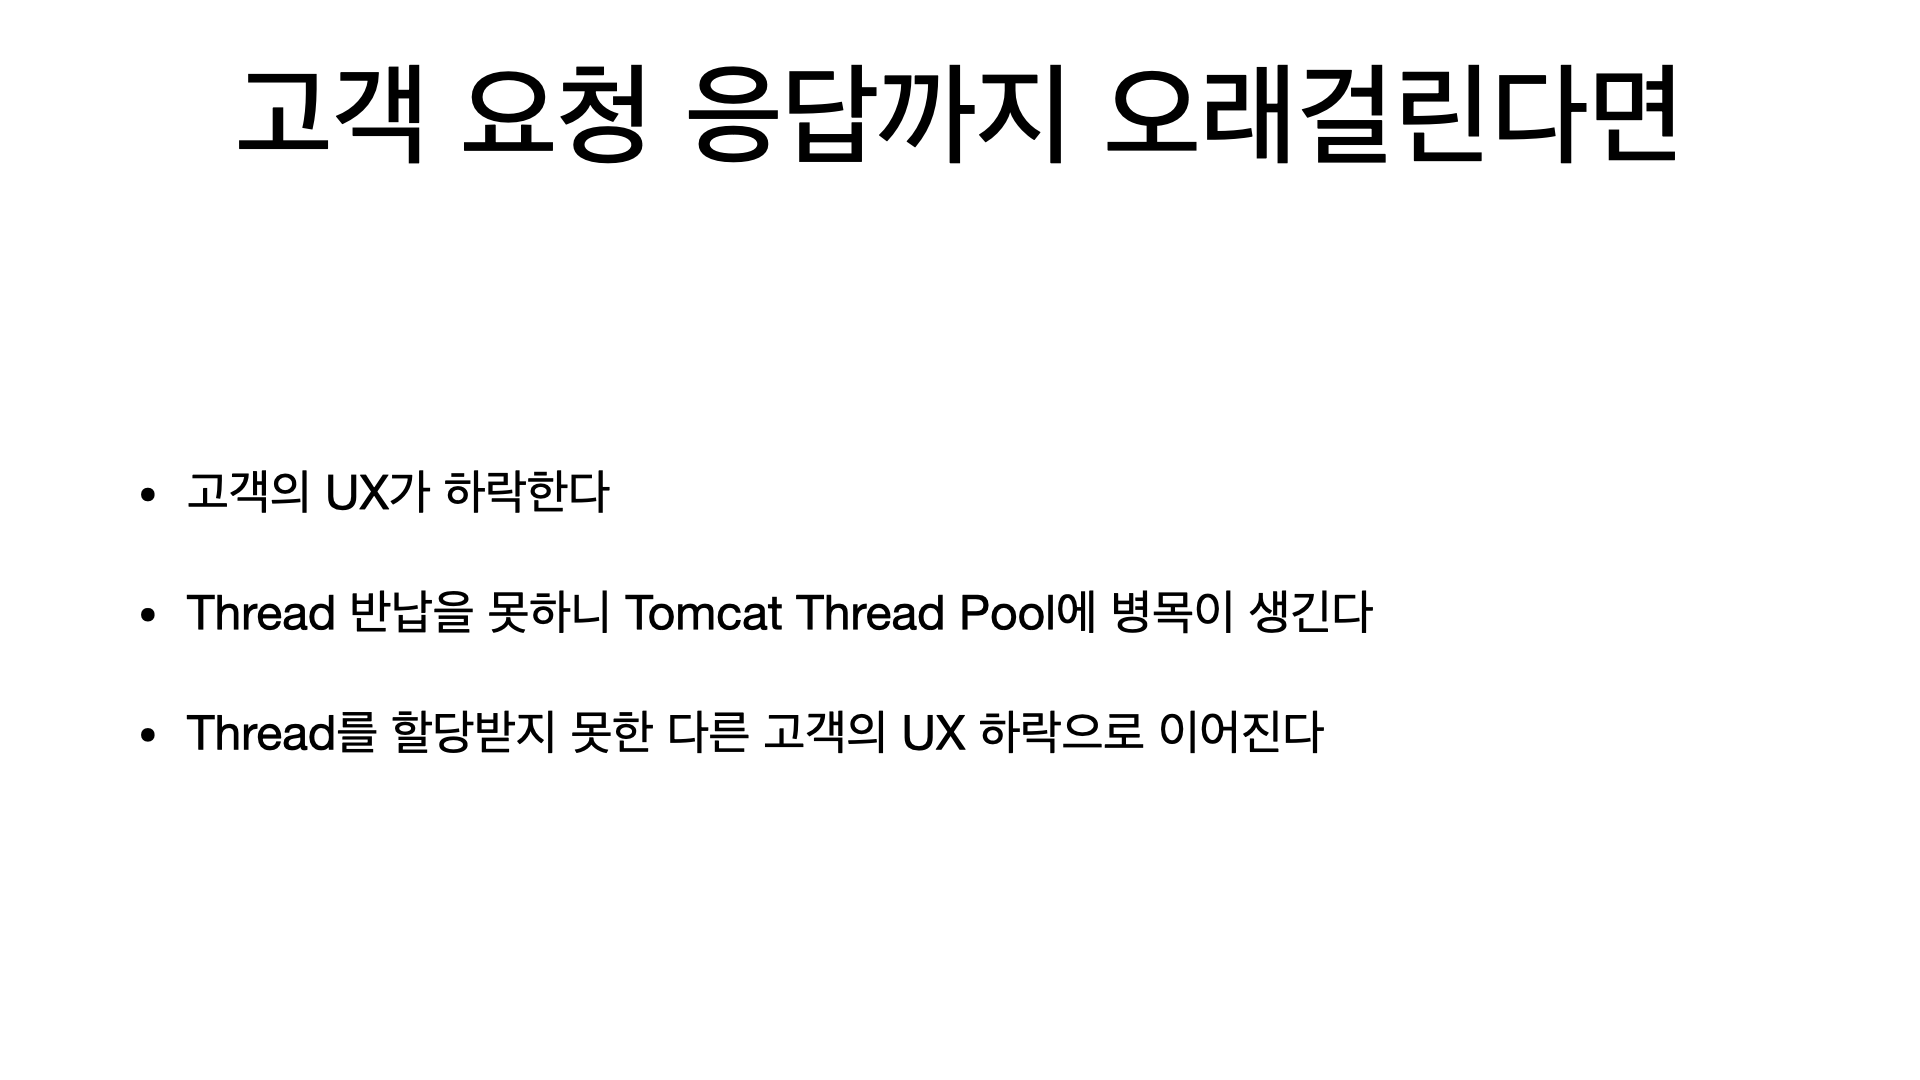 고객 요청 응답까지 오래걸린다면
• 고객의 UX가 하락한다
• Thread 반납을 못하니 Tomcat Thread Pool에 병목이 생긴다
• Thread를 할당받지 못한 다른 고객의 UX 하락으로 이어진다